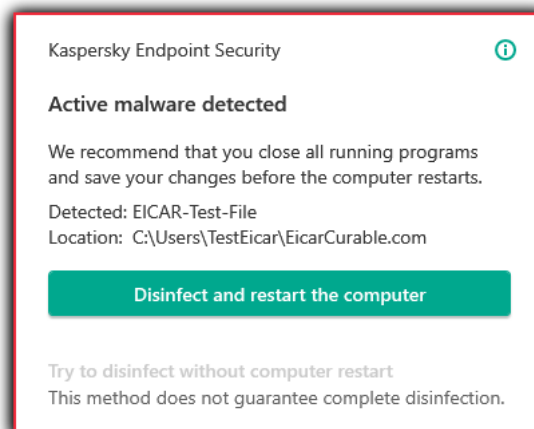 Kaspersky Endpoint Security
Active malware detected
We recommend that you close all running programs
and save your changes before the computer restarts.
Detected: EICAR-Test-File
Location: C:\Users\TestEicar\EicarCurable.com
Disinfect and restart the computer
Try to disinfect without computer restart
This method does not guarantee complete disinfection.